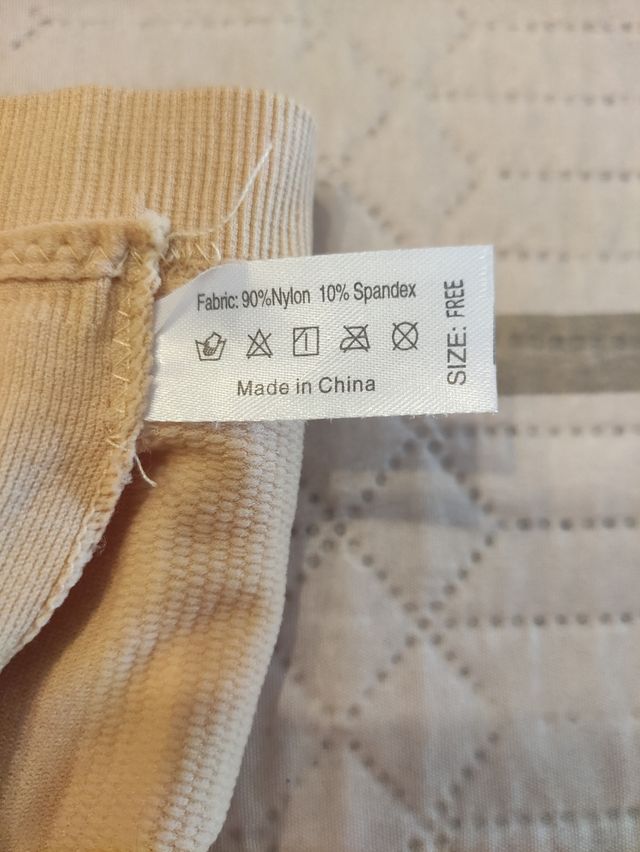 Fabric: 90%Nylon 10% Spandex
Made in China
SIZE: FREE